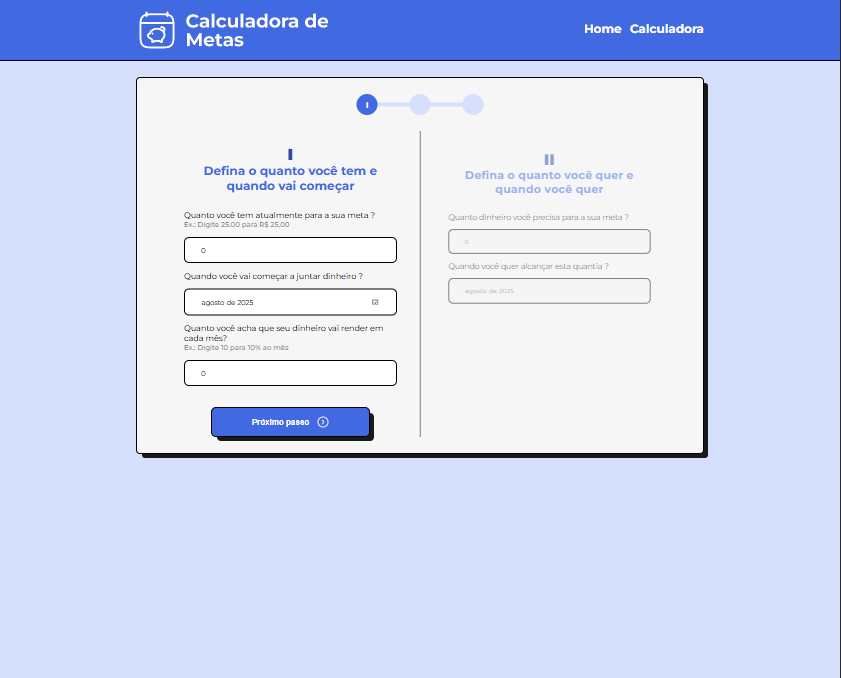 Calculadora de
Metas
Home Calculadora
I
I
Defina o quanto você tem e
quando vai começar
Quanto você tem atualmente para a sua meta ?
Ex.: Digite 25.00 para R$ 25,00
0
Quando você vai começar a juntar dinheiro ?
agosto de 2025
Quanto você acha que seu dinheiro vai render em
cada mês?
Ex.: Digite 10 para 10% ao mês
0
Próximo passo
II
Defina o quanto você quer e
quando você quer
Quanto dinheiro você precisa para a sua meta ?
0
Quando você quer alcançar esta quantia ?
agosto de 2025